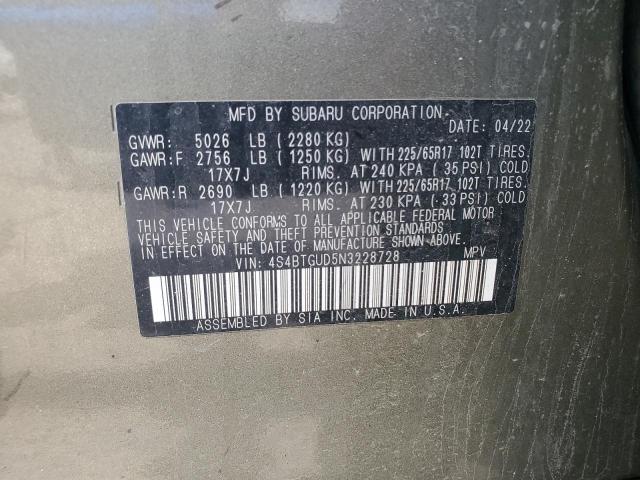 MFD BY SUBARU CORPORATION.
DATE: 04/22
GVWR: 5026 LB (2280 KG)
GAWR:F 2756 LB (1250 KG) WITH 225/65R17 102T TIRES.
17X7J RIMS. AT 240 KPA ( 35 PSI) COLD
GAWR:R 2690 LB (1220 KG) WITH 225/65R17 102T TIRES.
17X7J RIMS. AT 230 KPA ( 33 PSI) COLD
THIS VEHICLE CONFORMS TO ALL APPLICABLE FEDERAL MOTOR
VEHICLE SAFETY AND THEFT PREVENTION STANDARDS
IN EFFECT ON THE DATE OF MANUFACTURE SHOWN ABOVE.
VIN: 4S4BTGUD5N3228728 MPV
ASSEMBLED BY SIA INC. MADE IN U.S.A.